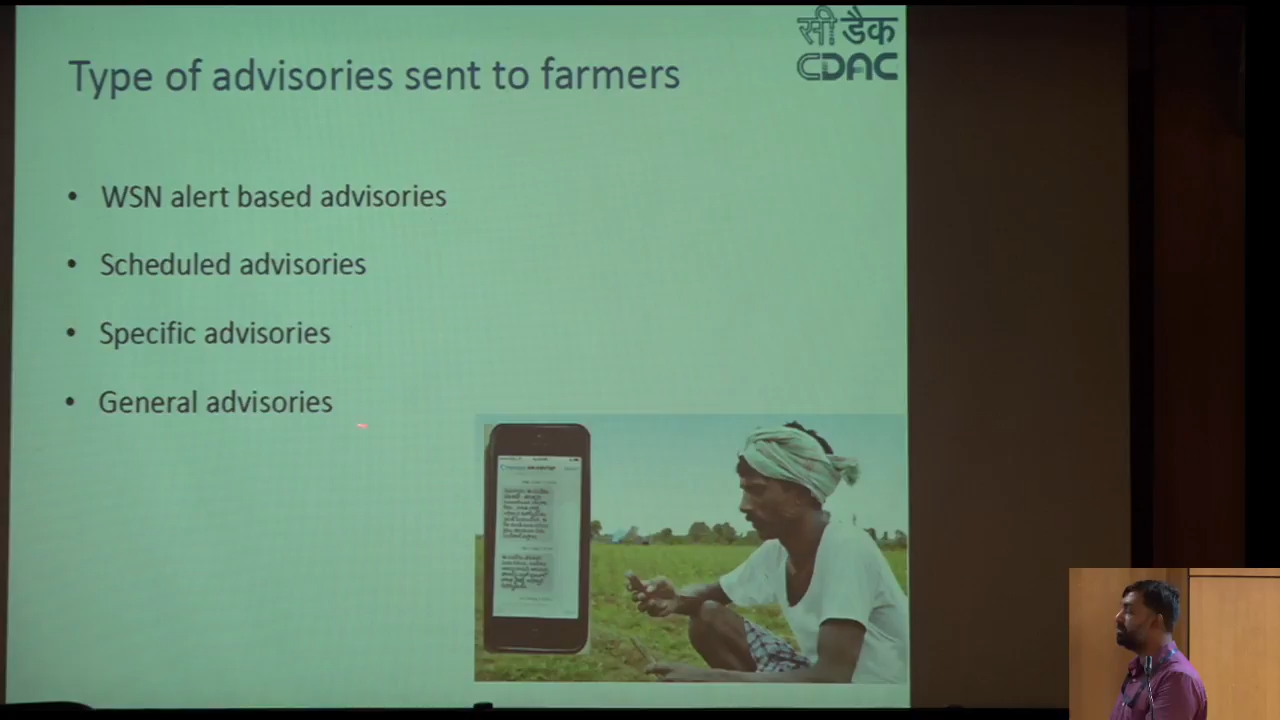 सी डैक
CDAC
Type of advisories sent to farmers
• WSN alert based advisories
• Scheduled advisories
• Specific advisories
• General advisories